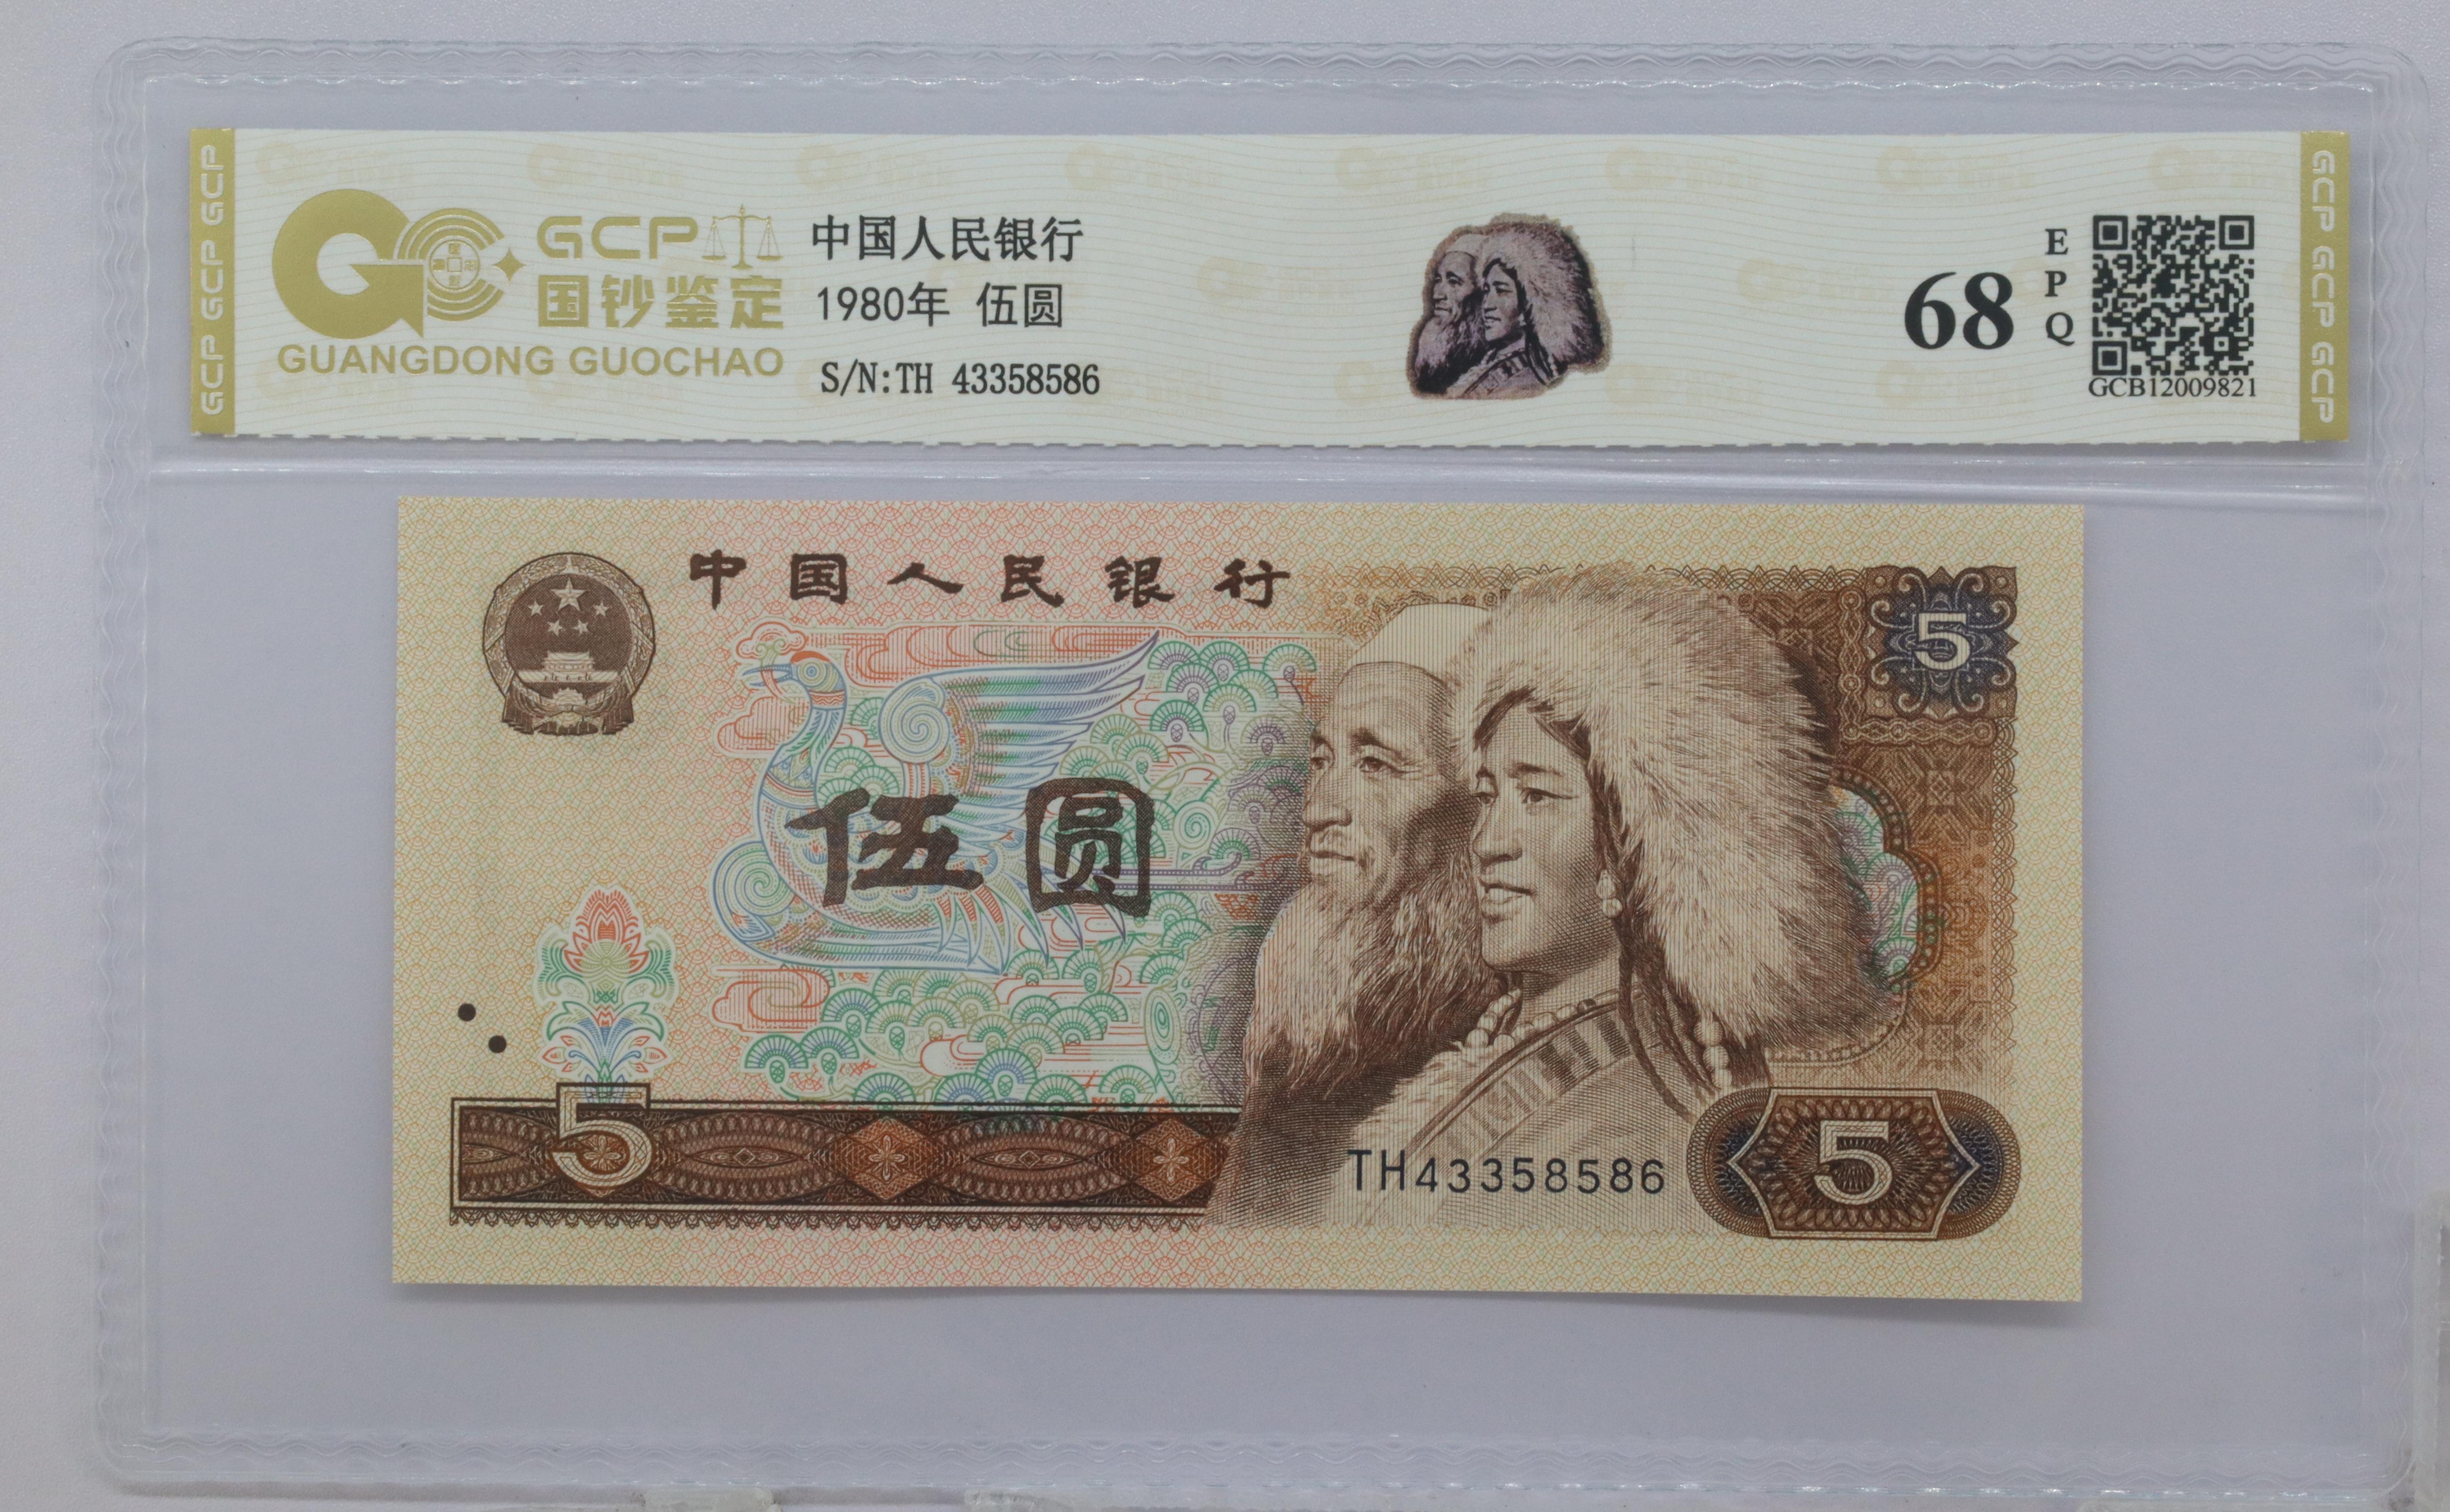 GCP GCP GCP
GCP
国钞鉴定
GUANGDONG GUOCHAO
中国人民银行
1980年 伍圆
S/N:TH 43358586
68
E
P
Q
GCB12009821
GCP GCP GCP
中国人民银行
5
伍圆
5
TH43358586
5